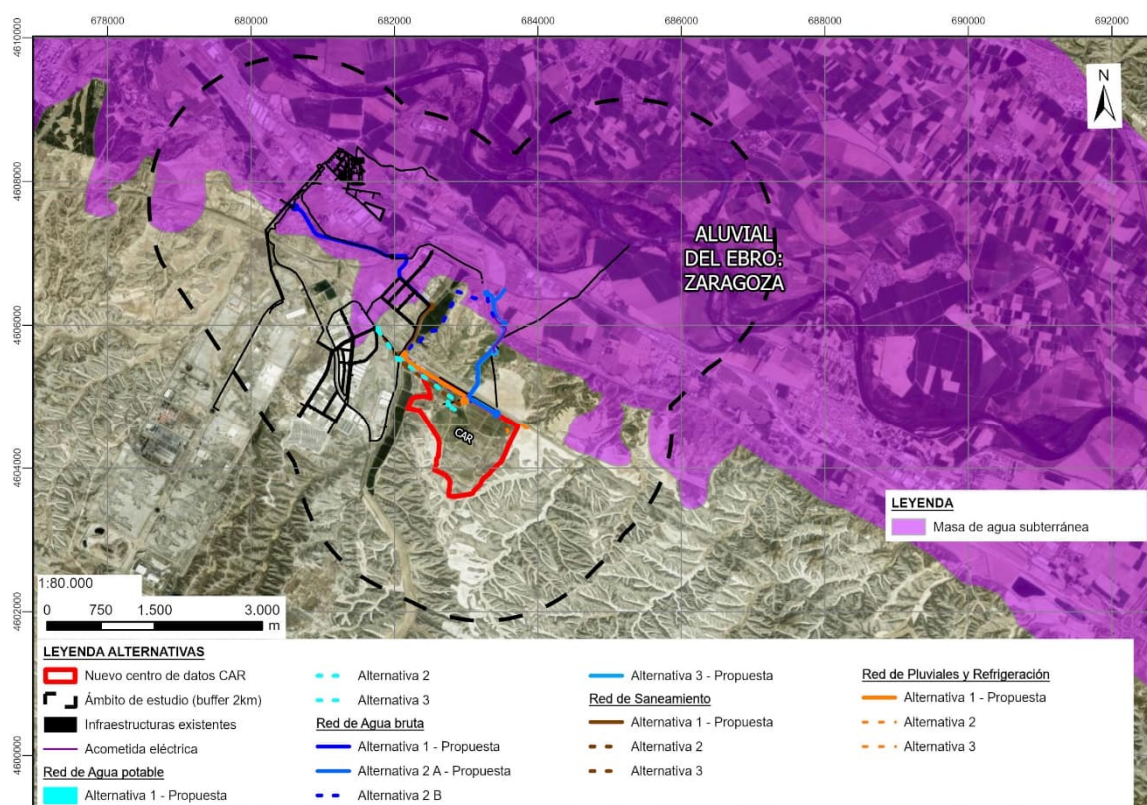 678000 680000 682000 684000 686000 688000 690000 692000
4610000
4608000
4606000
4604000
4602000
4600000
N
ALUVIAL
DEL EBRO:
ZARAGOZA
CAR
LEYENDA
Masa de agua subterránea
1:80.000
0 750 1.500 3.000
m
LEYENDA ALTERNATIVAS
Nuevo centro de datos CAR
Ámbito de estudio (buffer 2km)
Infraestructuras existentes
Acometida eléctrica
Red de Agua potable
Alternativa 1 - Propuesta
Alternativa 2
Alternativa 3
Red de Agua bruta
Alternativa 1 - Propuesta
Alternativa 2 A - Propuesta
Alternativa 2 B
Alternativa 3 - Propuesta
Red de Saneamiento
Alternativa 1 - Propuesta
Alternativa 2
Alternativa 3
Red de Pluviales y Refrigeración
Alternativa 1 - Propuesta
Alternativa 2
Alternativa 3